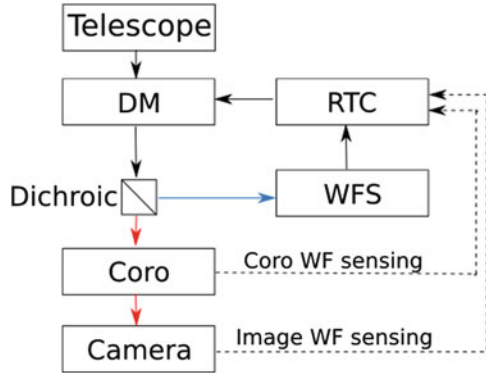 Telescope
DM
RTC
Dichroic
WFS
Coro
Coro WF sensing
Camera
Image WF sensing